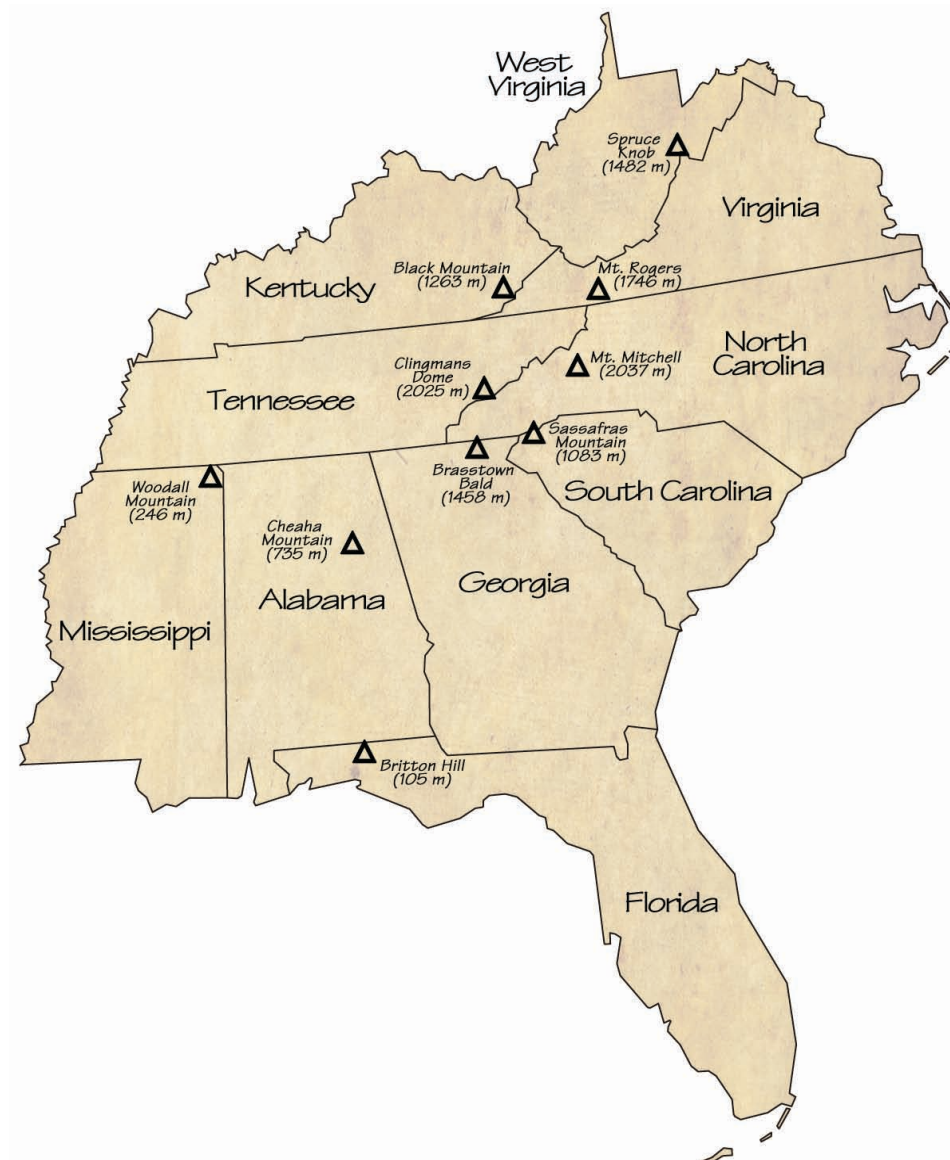 West
Virginia
Spruce
Knob
(1482 m)
Virginia
Black Mountain
(1263 m)
Mt. Rogers
(1746 m)
Kentucky
North
Carolina
Clingmans
Dome
(2025 m)
Mt. Mitchell
(2037 m)
Tennessee
Sassafras
Mountain
(1083 m)
Brasstown
Bald
(1458 m)
Woodall
Mountain
(246 m)
South Carolina
Cheaha
Mountain
(735 m)
Georgia
Alabama
Mississippi
Britton Hill
(105 m)
Florida